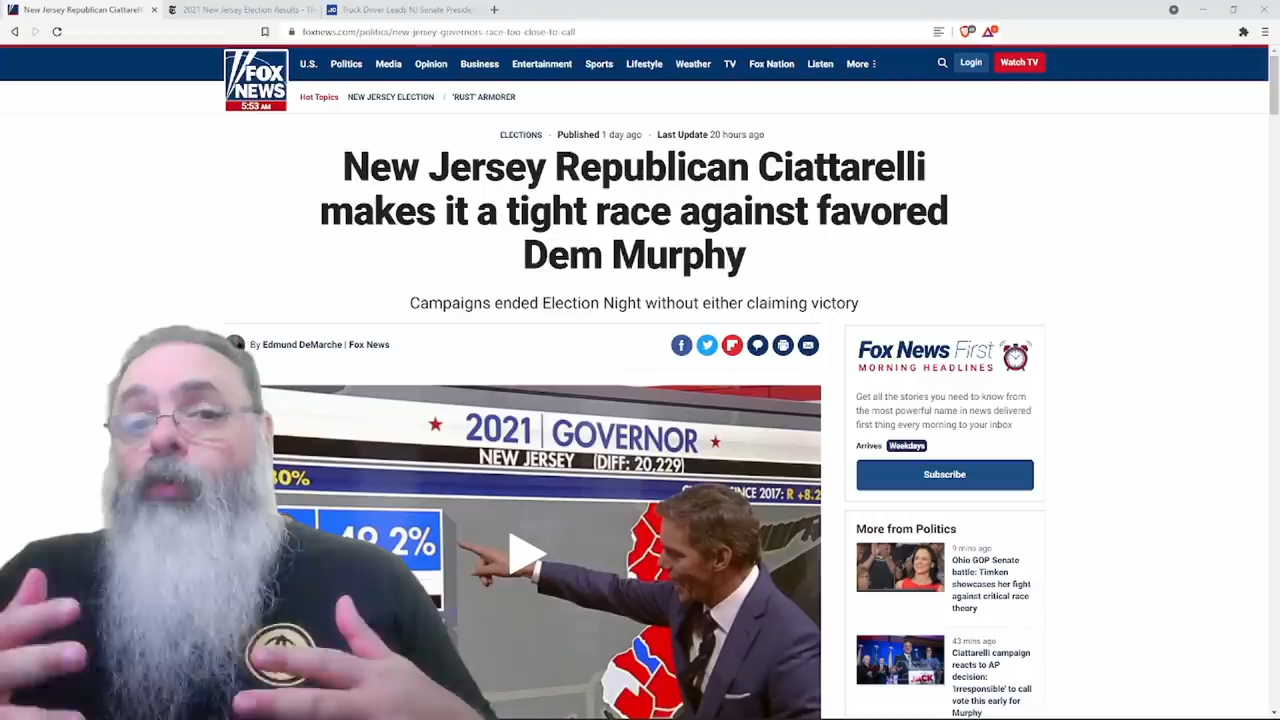 New Jersey Republican Ciattarelli
2021 New Jersey Election Results - Th
Truck Driver Leads NJ Senate Preside
foxnews.com/politics/new-jersey-governors-race-too-close-to-call
FOX
NEWS
5:53 AM
U.S. Politics Media Opinion Business Entertainment Sports Lifestyle Weather TV Fox Nation Listen More
Login
Watch TV
Hot Topics NEW JERSEY ELECTION 'RUST' ARMORER
ELECTIONS · Published 1 day ago · Last Update 20 hours ago
New Jersey Republican Ciattarelli
makes it a tight race against favored
Dem Murphy
Campaigns ended Election Night without either claiming victory
By Edmund DeMarche | Fox News
2021 | GOVERNOR
NEW JERSEY (DIFF: 20,229)
SINCE 2017: R +8.2
Fox News First
MORNING HEADLINES
Get all the stories you need-to-know from
the most powerful name in news delivered
first thing every morning to your inbox
Arrives Weekdays
Subscribe
More from Politics
9 mins ago
Ohio GOP Senate
battle: Timken
showcases her fight
against critical race
theory
43 mins ago
Ciattarelli campaign
reacts to AP
decision:
'Irresponsible' to call
vote this early for
Murphy
JACK